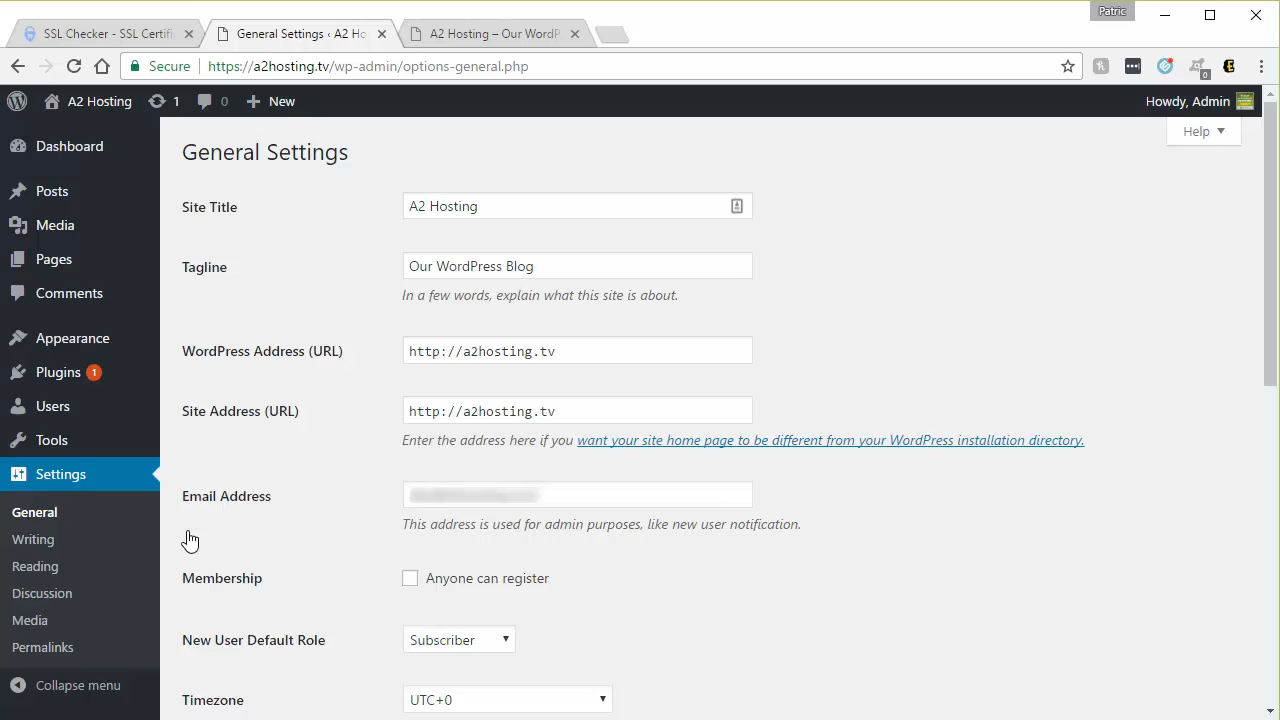 Patric
SSL Checker - SSL Certifi
General Settings ‹ A2 Ho
A2 Hosting – Our WordP
Secure
https://a2hosting.tv/wp-admin/options-general.php
0
A2 Hosting
1
0
New
Howdy, Admin
Help
Dashboard
Posts
Media
Pages
Comments
Appearance
Plugins 1
Users
Tools
Settings
General
Writing
Reading
Discussion
Media
Permalinks
Collapse menu
General Settings
Site Title
A2 Hosting
Tagline
Our WordPress Blog
In a few words, explain what this site is about.
WordPress Address (URL)
http://a2hosting.tv
Site Address (URL)
http://a2hosting.tv
Enter the address here if you want your site home page to be different from your WordPress installation directory.
Email Address
This address is used for admin purposes, like new user notification.
Membership
Anyone can register
New User Default Role
Subscriber
Timezone
UTC+0